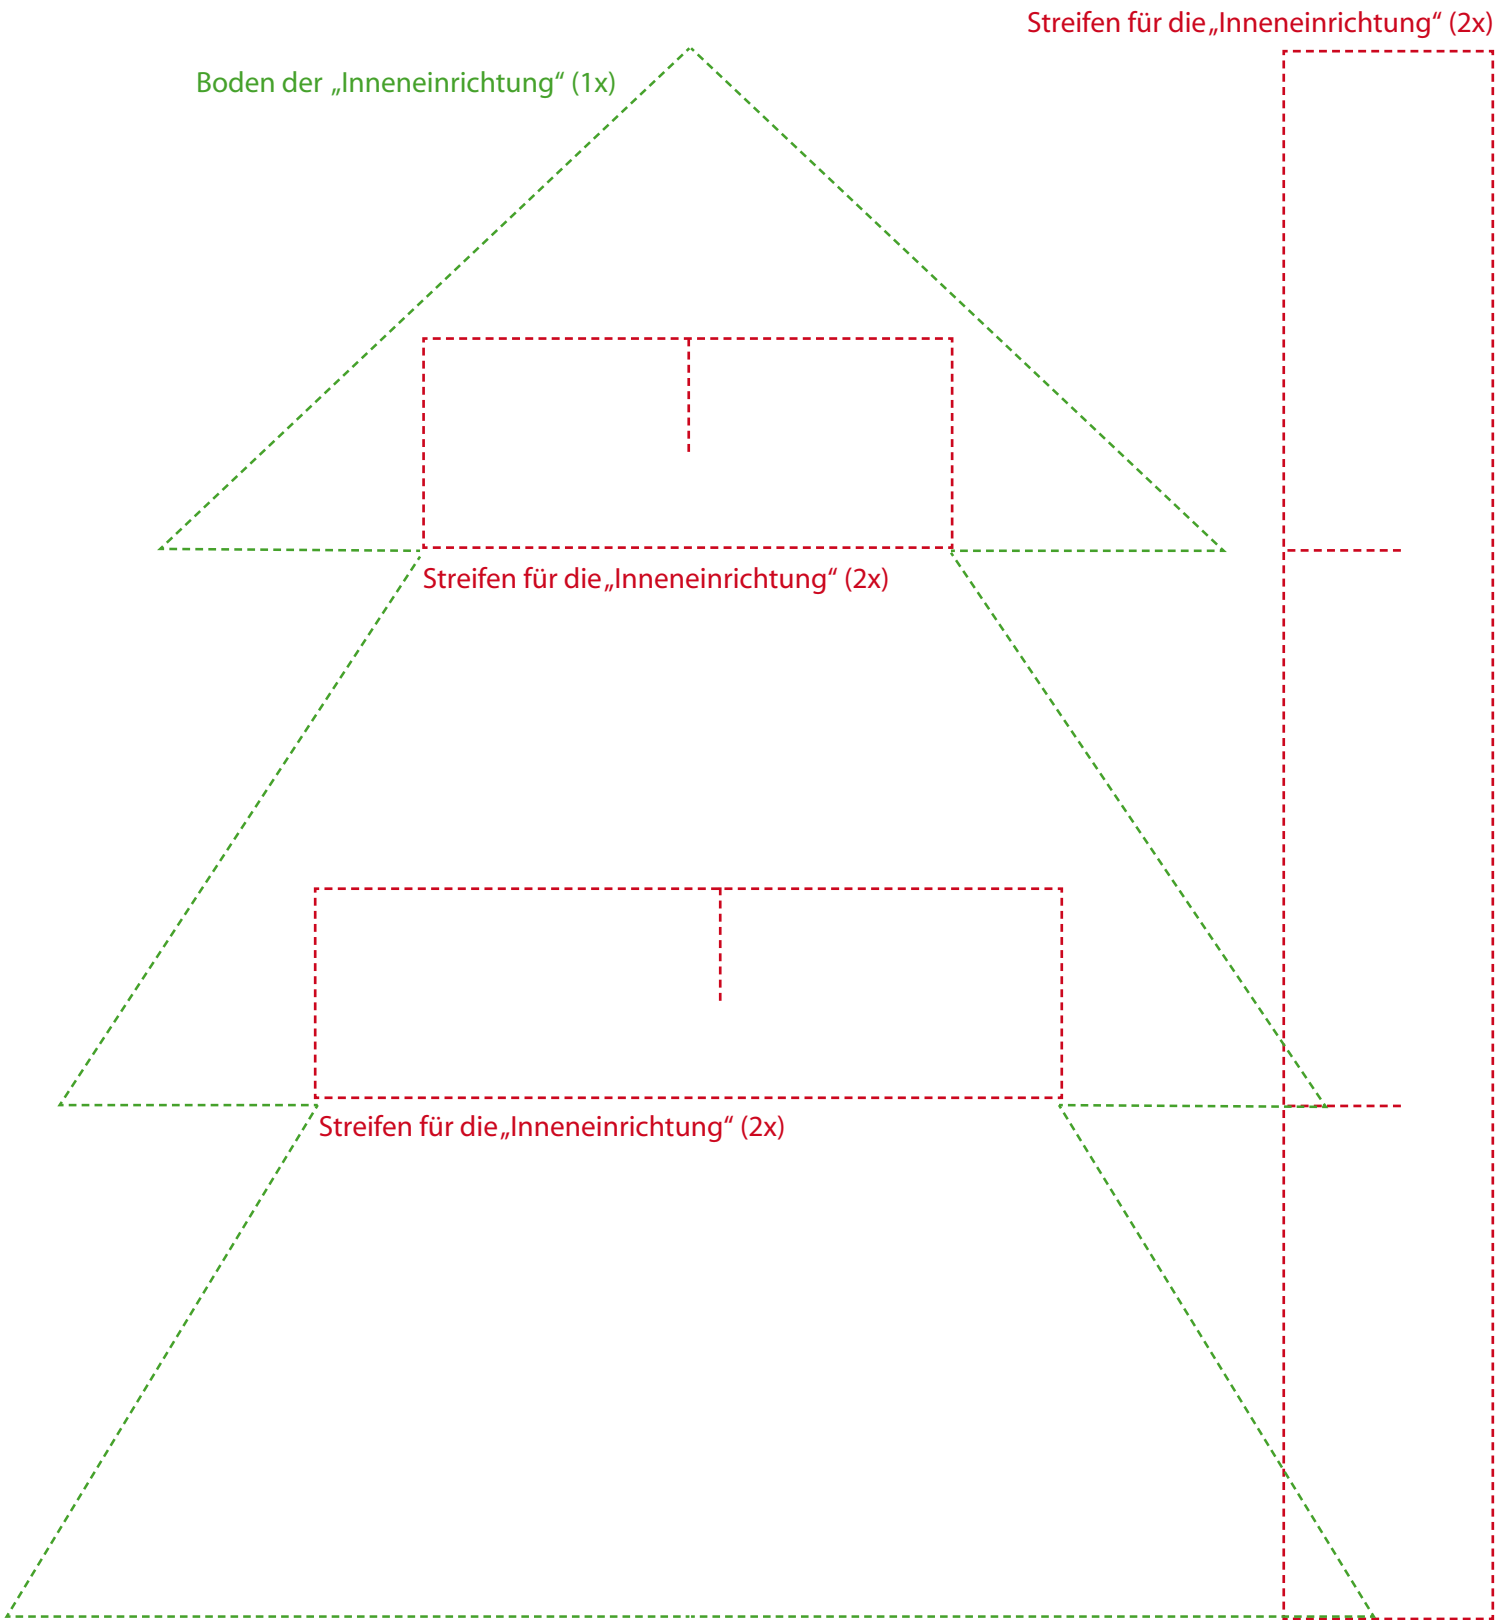 Streifen für die „Inneneinrichtung“ (2x)
Boden der „Inneneinrichtung“ (1x)
Streifen für die „Inneneinrichtung“ (2x)
Streifen für die „Inneneinrichtung“ (2x)